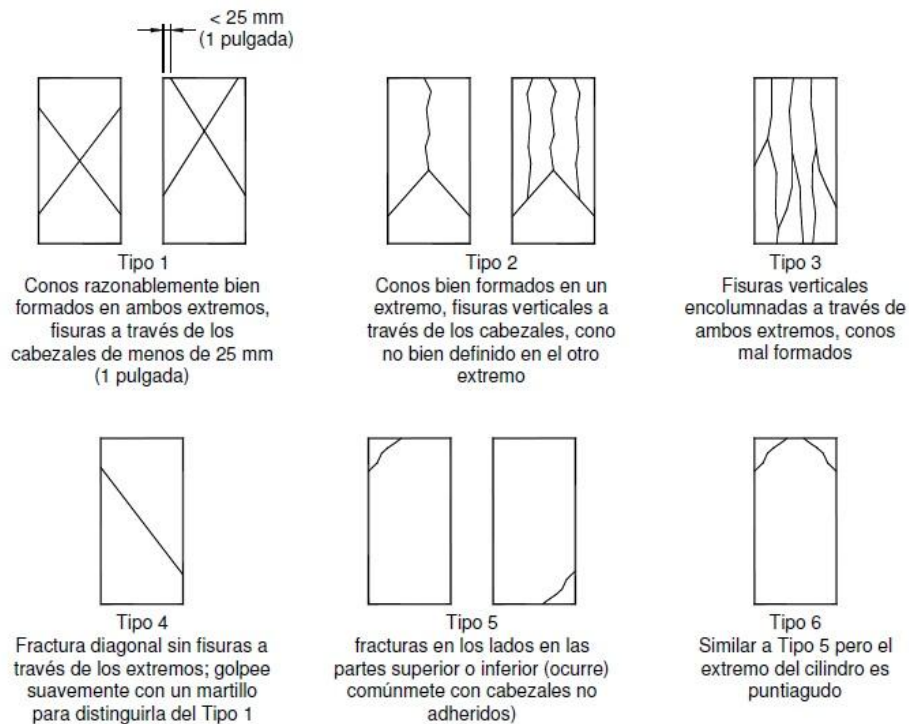 < 25 mm
(1 pulgada)
Tipo 1
Conos razonablemente bien
formados en ambos extremos,
fisuras a través de los
cabezales de menos de 25 mm
(1 pulgada)
Tipo 2
Conos bien formados en un
extremo, fisuras verticales a
través de los cabezales, cono
no bien definido en el otro
extremo
Tipo 3
Fisuras verticales
encolumnadas a través de
ambos extremos, conos
mal formados
Tipo 4
Fractura diagonal sin fisuras a
través de los extremos; golpee
suavemente con un martillo
para distinguirla del Tipo 1
Tipo 5
fracturas en los lados en las
partes superior o inferior (ocurre)
comúnmete con cabezales no
adheridos)
Tipo 6
Similar a Tipo 5 pero el
extremo del cilindro es
puntiagudo